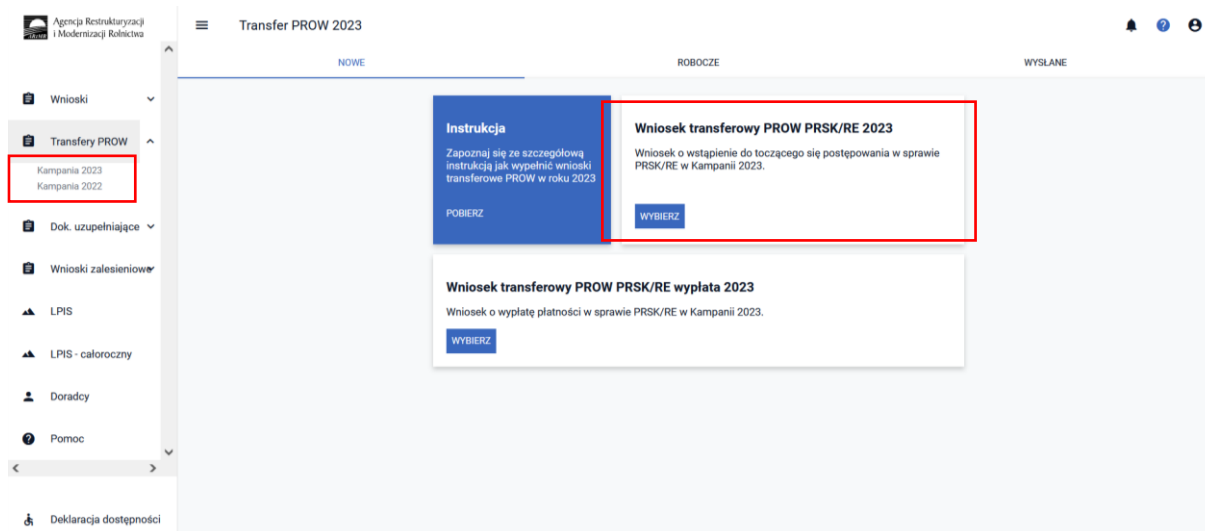 Agencja Restrukturyzacji
i Modernizacji Rolnictwa
Transfer PROW 2023
NOWE
ROBOCZE
WYSŁANE
Wnioski
Transfery PROW
Kampania 2023
Kampania 2022
Dok. uzupełniające
Wnioski zalesieniowe
LPIS
LPIS - całoroczny
Doradcy
Pomoc
Deklaracja dostępności
Instrukcja
Zapoznaj się ze szczegółową
instrukcją jak wypełnić wnioski
transferowe PROW w roku 2023
POBIERZ
Wniosek transferowy PROW PRSK/RE 2023
Wniosek o wstąpienie do toczącego się postępowania w sprawie
PRSK/RE w Kampanii 2023.
WYBIERZ
Wniosek transferowy PROW PRSK/RE wypłata 2023
Wniosek o wypłatę płatności w sprawie PRSK/RE w Kampanii 2023.
WYBIERZ